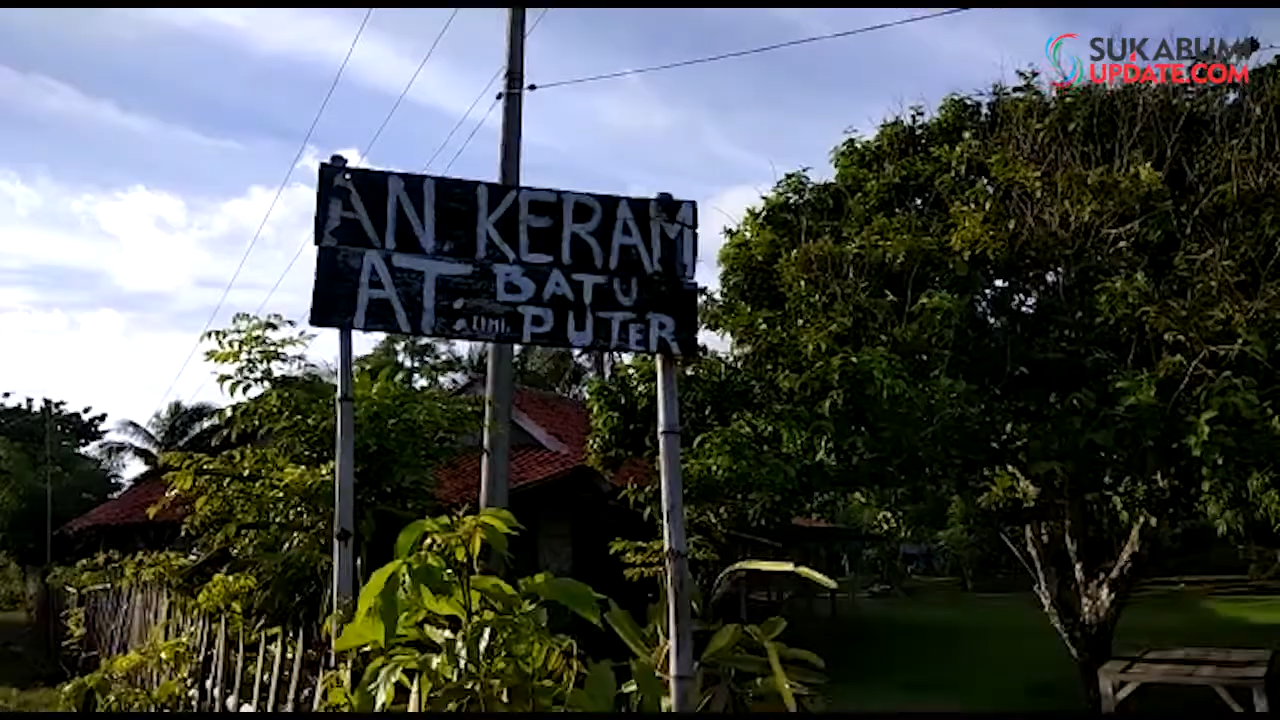 SUKABUMI
UPDATE.COM
AN KERAM
AT. BATU
PUTER